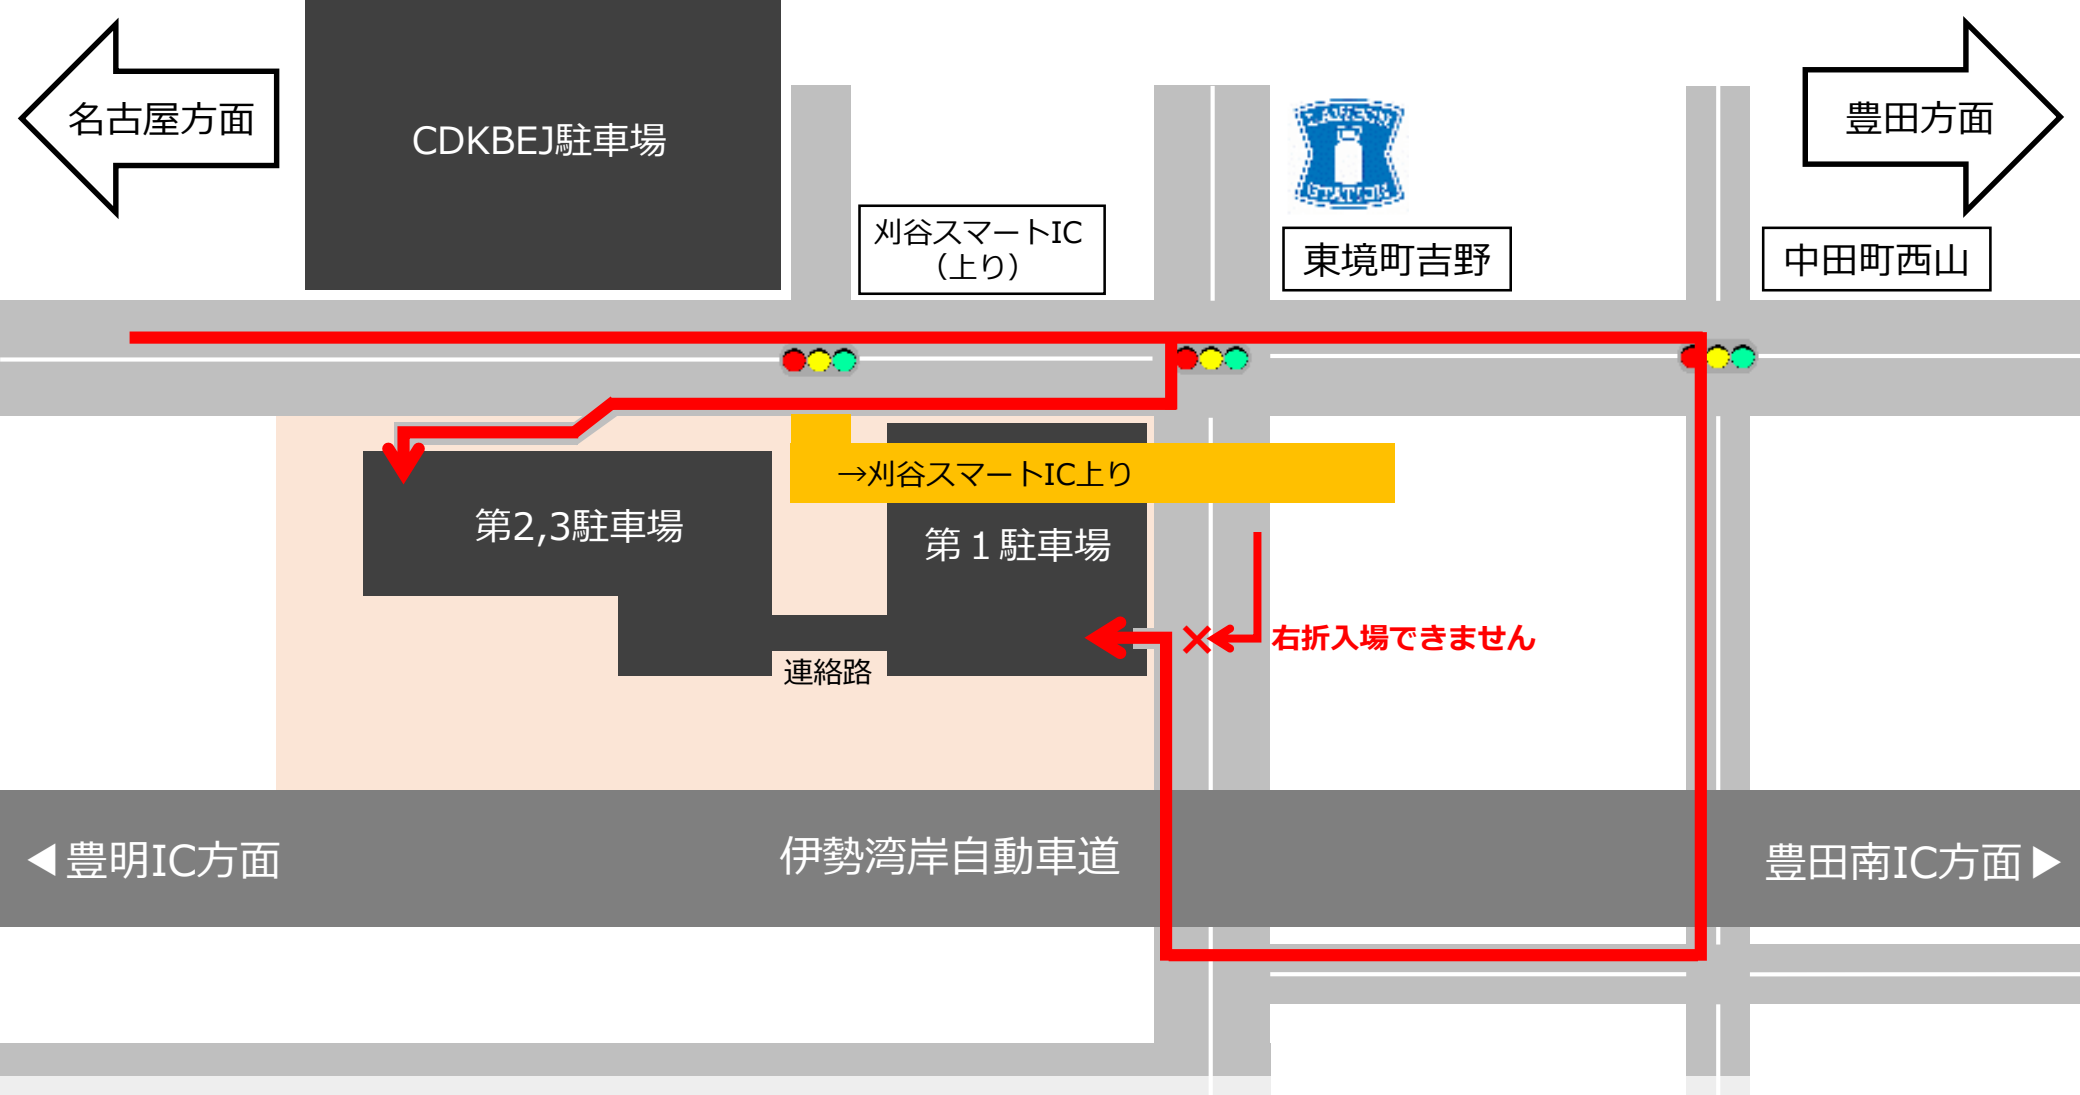 名古屋方面
CDKBEJ駐車場
豊田方面
LAWSON
STATION
刈谷スマートIC
（上り）
東境町吉野
中田町西山
→刈谷スマートIC上り
第2,3駐車場
第１駐車場
×
右折入場できません
連絡路
◀豊明IC方面
伊勢湾岸自動車道
豊田南IC方面▶